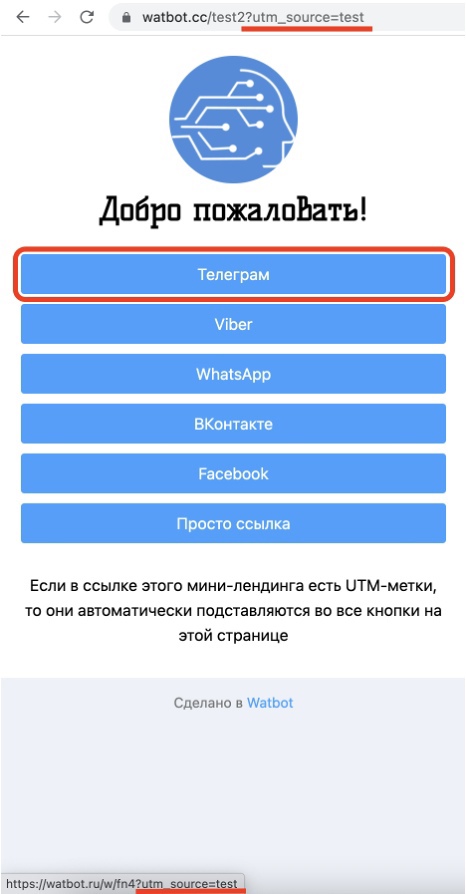 watbot.cc/test2?utm_source=test
Добро пожаловать!
Телеграм
Viber
WhatsApp
ВКонтакте
Facebook
Просто ссылка
Если в ссылке этого мини-лендинга есть UTM-метки,
то они автоматически подставляются во все кнопки на
этой странице
Сделано в Watbot
https://watbot.ru/w/fn4?utm_source=test